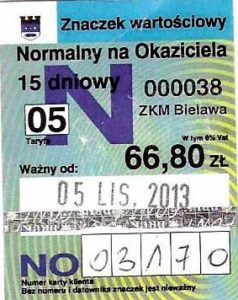 Znaczek wartościowy
Normalny na Okaziciela
15 dniowy
N
000038
05
Taryfa
ZKM Bielawa
W tym 8% Vat
66,80 ZŁ
Ważny od:
05 LIS. 2013
NO 03170
Numer karty klienta
Bez numeru i datownika znaczek jest nieważny